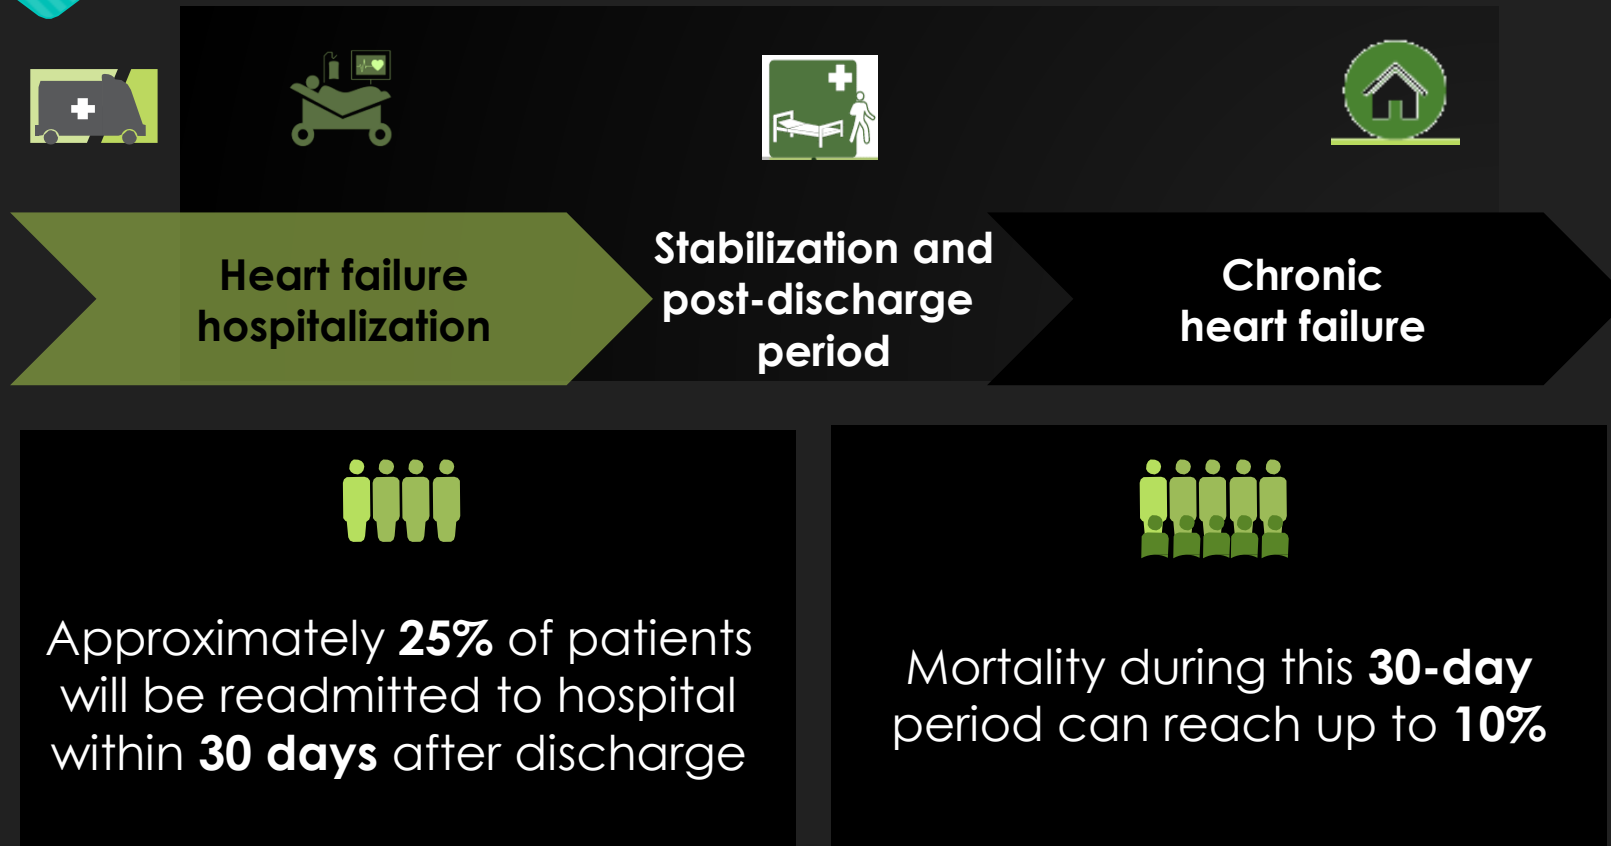 Heart failure
hospitalization
Stabilization and
post-discharge
period
Chronic
heart failure
Approximately 25% of patients
will be readmitted to hospital
within 30 days after discharge
Mortality during this 30-day
period can reach up to 10%